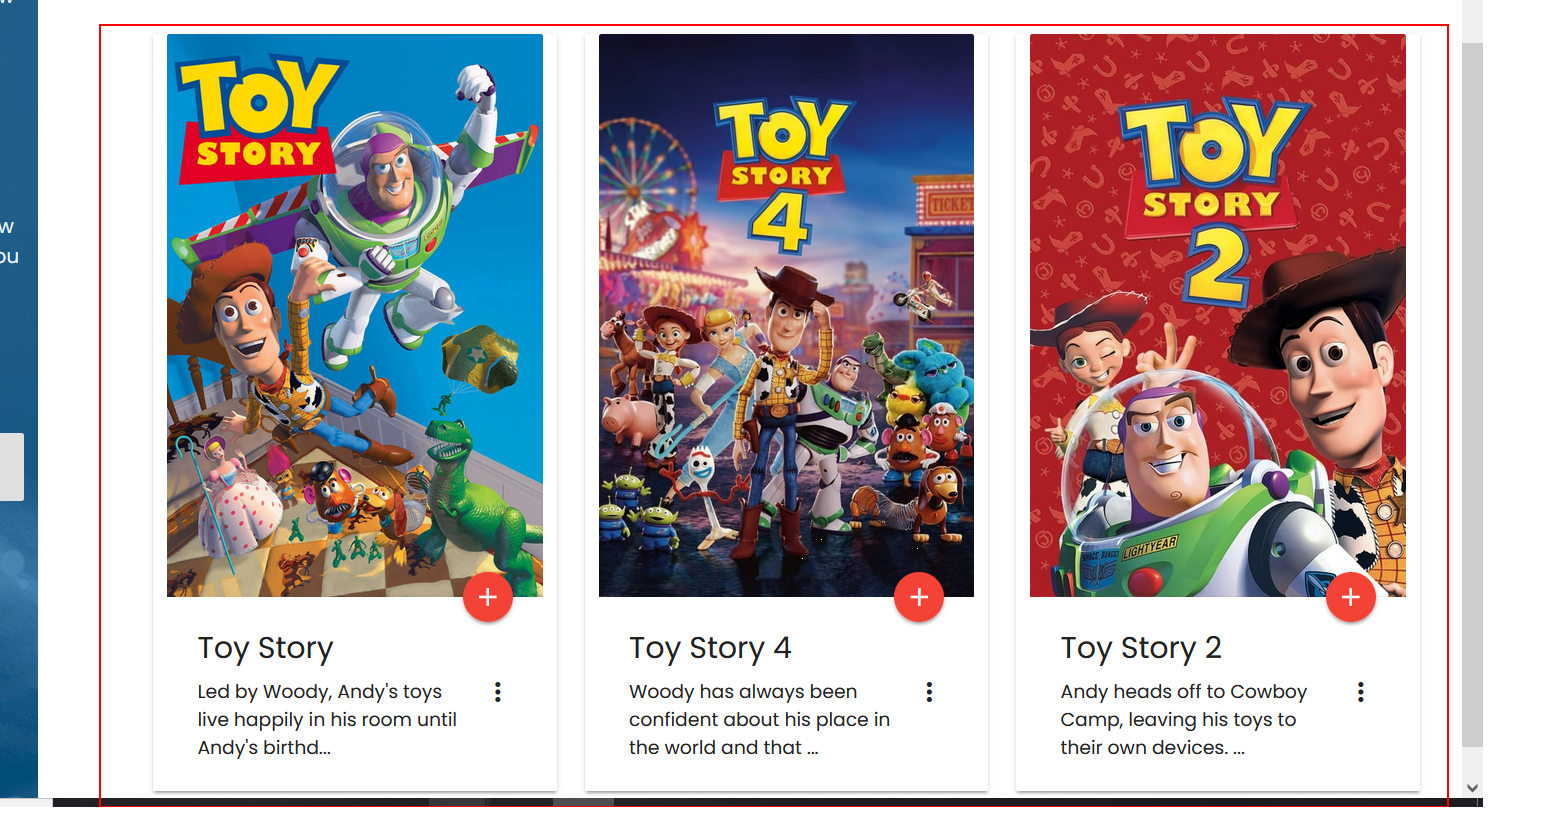 w
ou
TOY
STORY
LIGHTYEAR
TOY
STORY
4
TICKET
TOY
STORY
2
SPACE RANGER LIGHTYEAR
Toy Story
Led by Woody, Andy's toys
live happily in his room until
Andy's birthd...
Toy Story 4
Woody has always been
confident about his place in
the world and that ...
Toy Story 2
Andy heads off to Cowboy
Camp, leaving his toys to
their own devices. ...